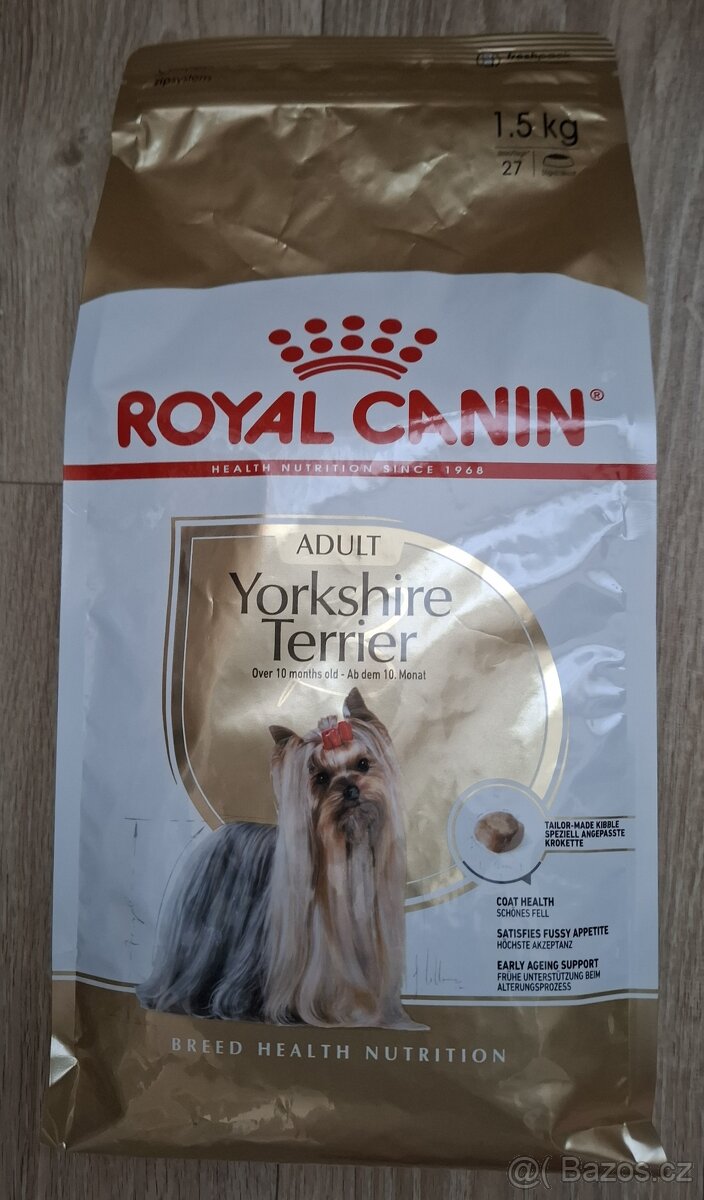 zipsystem
freshpack
1.5 kg
27
ROYAL CANIN®
HEALTH NUTRITION SINCE 1968
ADULT
Yorkshire
Terrier
Over 10 months old - Ab dem 10. Monat
TAILOR-MADE KIBBLE
SPEZIELL ANGEPASSTE
KROKETTE
COAT HEALTH
SCHÖNES FELL
SATISFIES FUSSY APPETITE
HÖCHSTE AKZEPTANZ
EARLY AGEING SUPPORT
FRÜHE UNTERSTÜTZUNG BEIM
ALTERUNGSPROZESS
BREED HEALTH NUTRITION
@( Bazos.cz